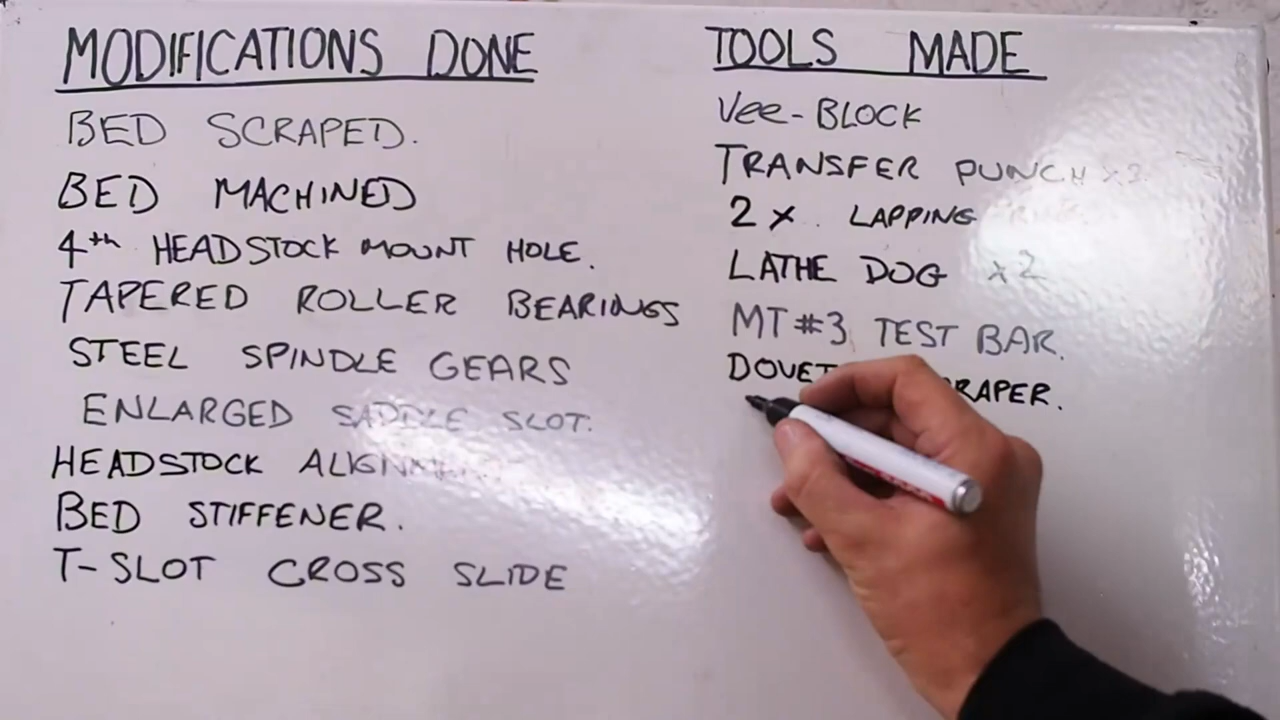 MODIFICATIONS DONE
BED SCRAPED.
BED MACHINED
4th HEADSTOCK MOUNT HOLE.
TAPERED ROLLER BEARINGS
STEEL SPINDLE GEARS
ENLARGED SADDLE SLOT.
HEADSTOCK
BED STIFFENER.
T-SLOT CROSS SLIDE
TOOLS MADE
Vee-BLOCK
TRANSFER PUNCH
2 x. LAPPING
LATHE DOG x2
MT #3 TEST BAR.